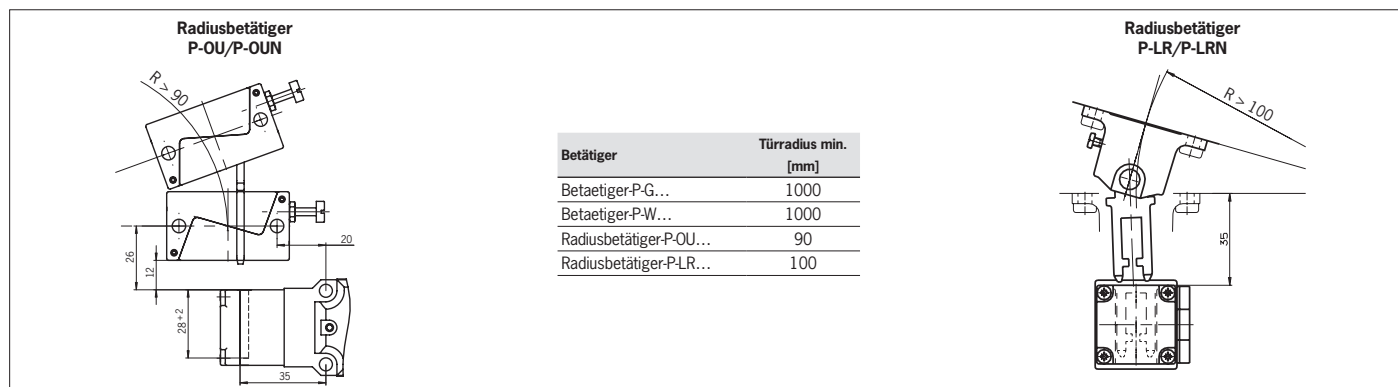 Radiusbetätiger
P-OU/P-OUN
R > 90
20
26
12
28+2
35
Betätiger
Türradius min.
[mm]
Betaetiger-P-G… 1000
Betaetiger-P-W… 1000
Radiusbetätiger-P-OU… 90
Radiusbetätiger-P-LR… 100
Radiusbetätiger
P-LR/P-LRN
R > 100
35